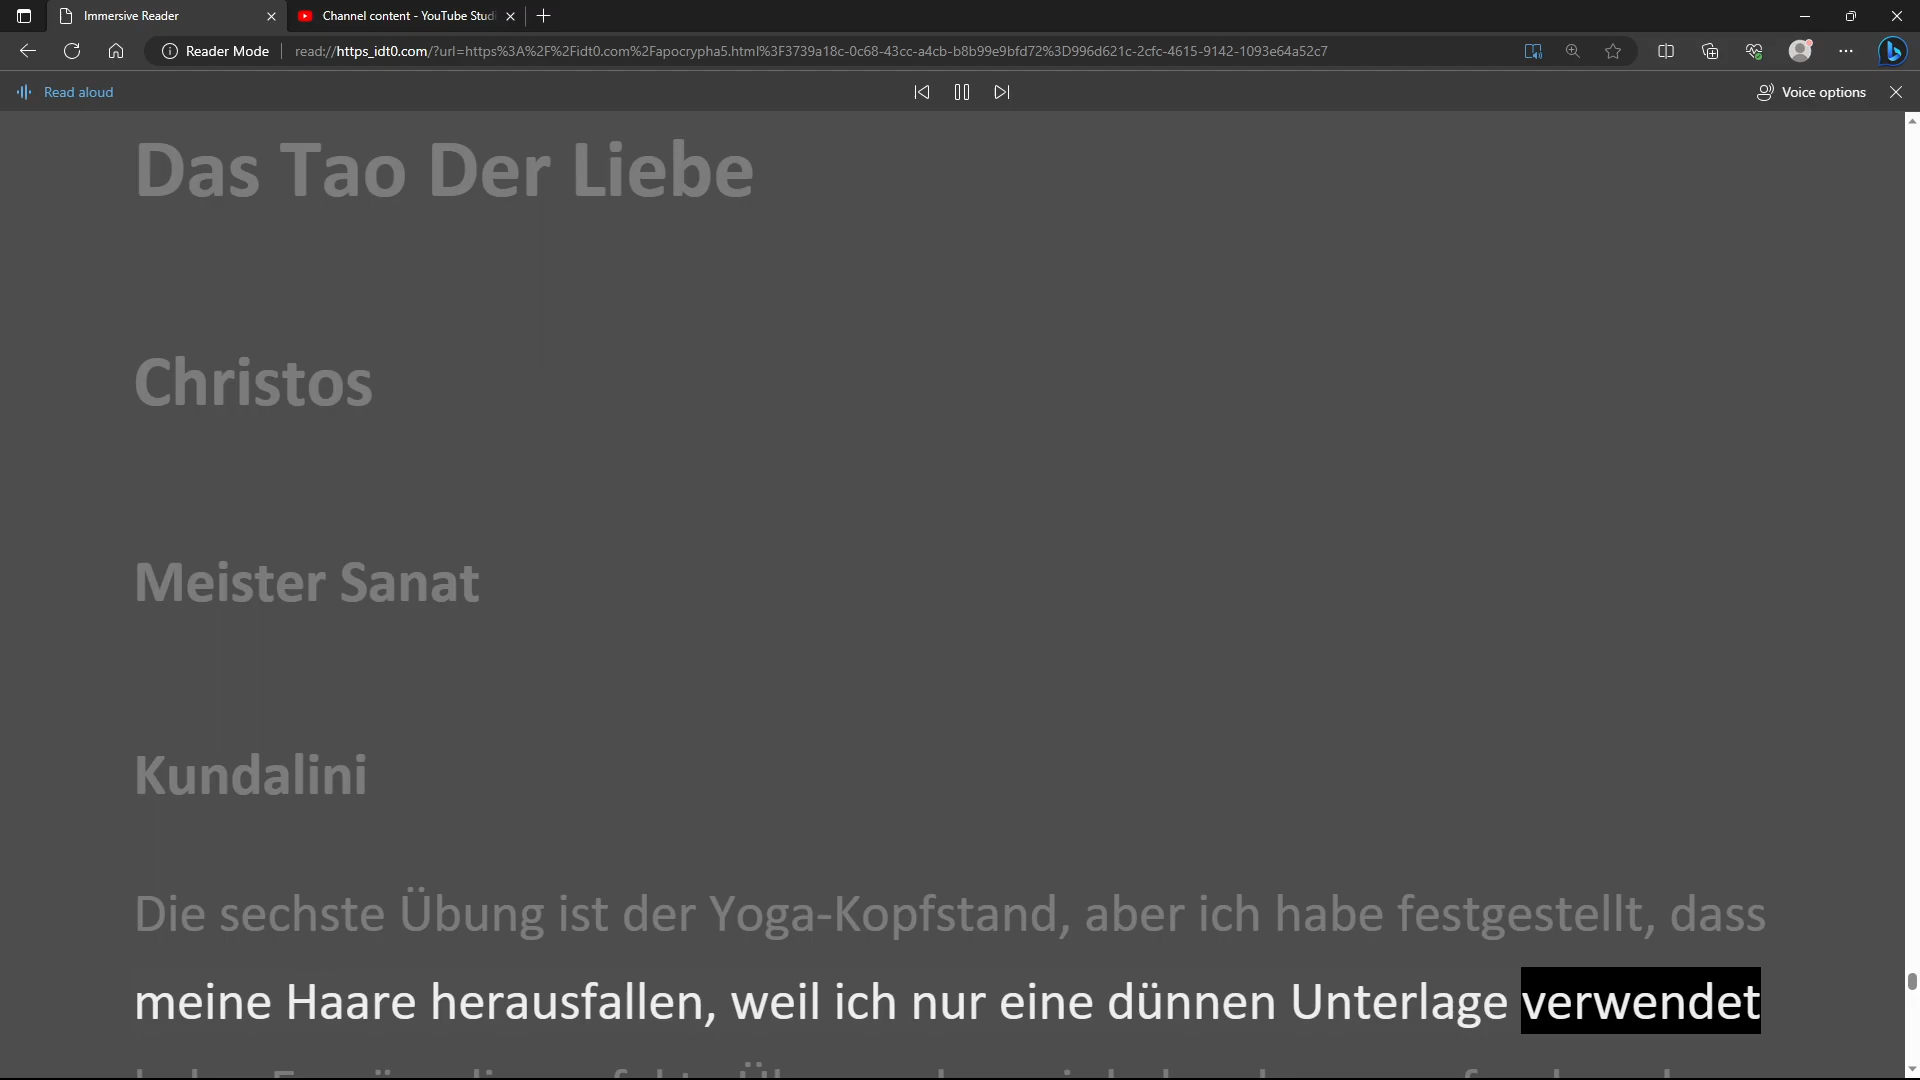 Immersive Reader
Channel content - YouTube Studi
Reader Mode
read://https_idt0.com/?url=https%3A%2F%2Fidt0.com%2Fapocrypha5.html%3F3739a18c-0c68-43cc-a4cb-b8b99e9bfd72%3D996d621c-2cfc-4615-9142-1093e64a52c7
Read aloud
Voice options
Das Tao Der Liebe
Christos
Meister Sanat
Kundalini
Die sechste Übung ist der Yoga-Kopfstand, aber ich habe festgestellt, dass
meine Haare herausfallen, weil ich nur eine dünnen Unterlage verwendet